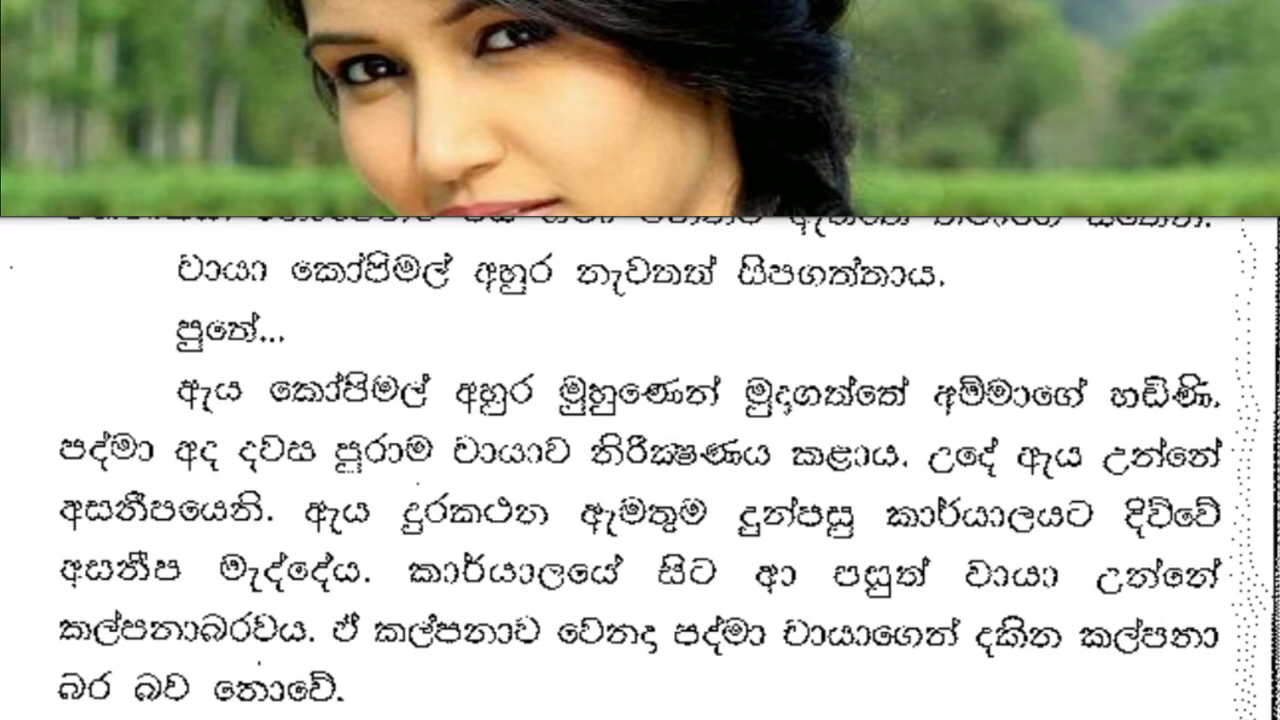 චායා කෝපිමල් අහුර නැවතත් සිපගත්තාය.
පුතේ...
ඇය කෝපිමල් අහුර මුහුණෙන් මුදාගත්තේ අම්මාගේ හඬිණි.
පද්මා අද දවස පුරාම චායාව නිරීක්ෂණය කළාය. උදේ ඇය උන්නේ
අසනීපයෙනි. ඇය දුරකථන ඇමතුම දුන්පසු කාර්යාලයට දිව්වේ
අසනීප මැද්දේය. කාර්යාලයේ සිට ආ පසුත් චායා උන්නේ
කල්පනාබරවය. ඒ කල්පනාව වෙනදා පද්මා චායාගෙන් දකින කල්පනා
බර බව නොවේ.